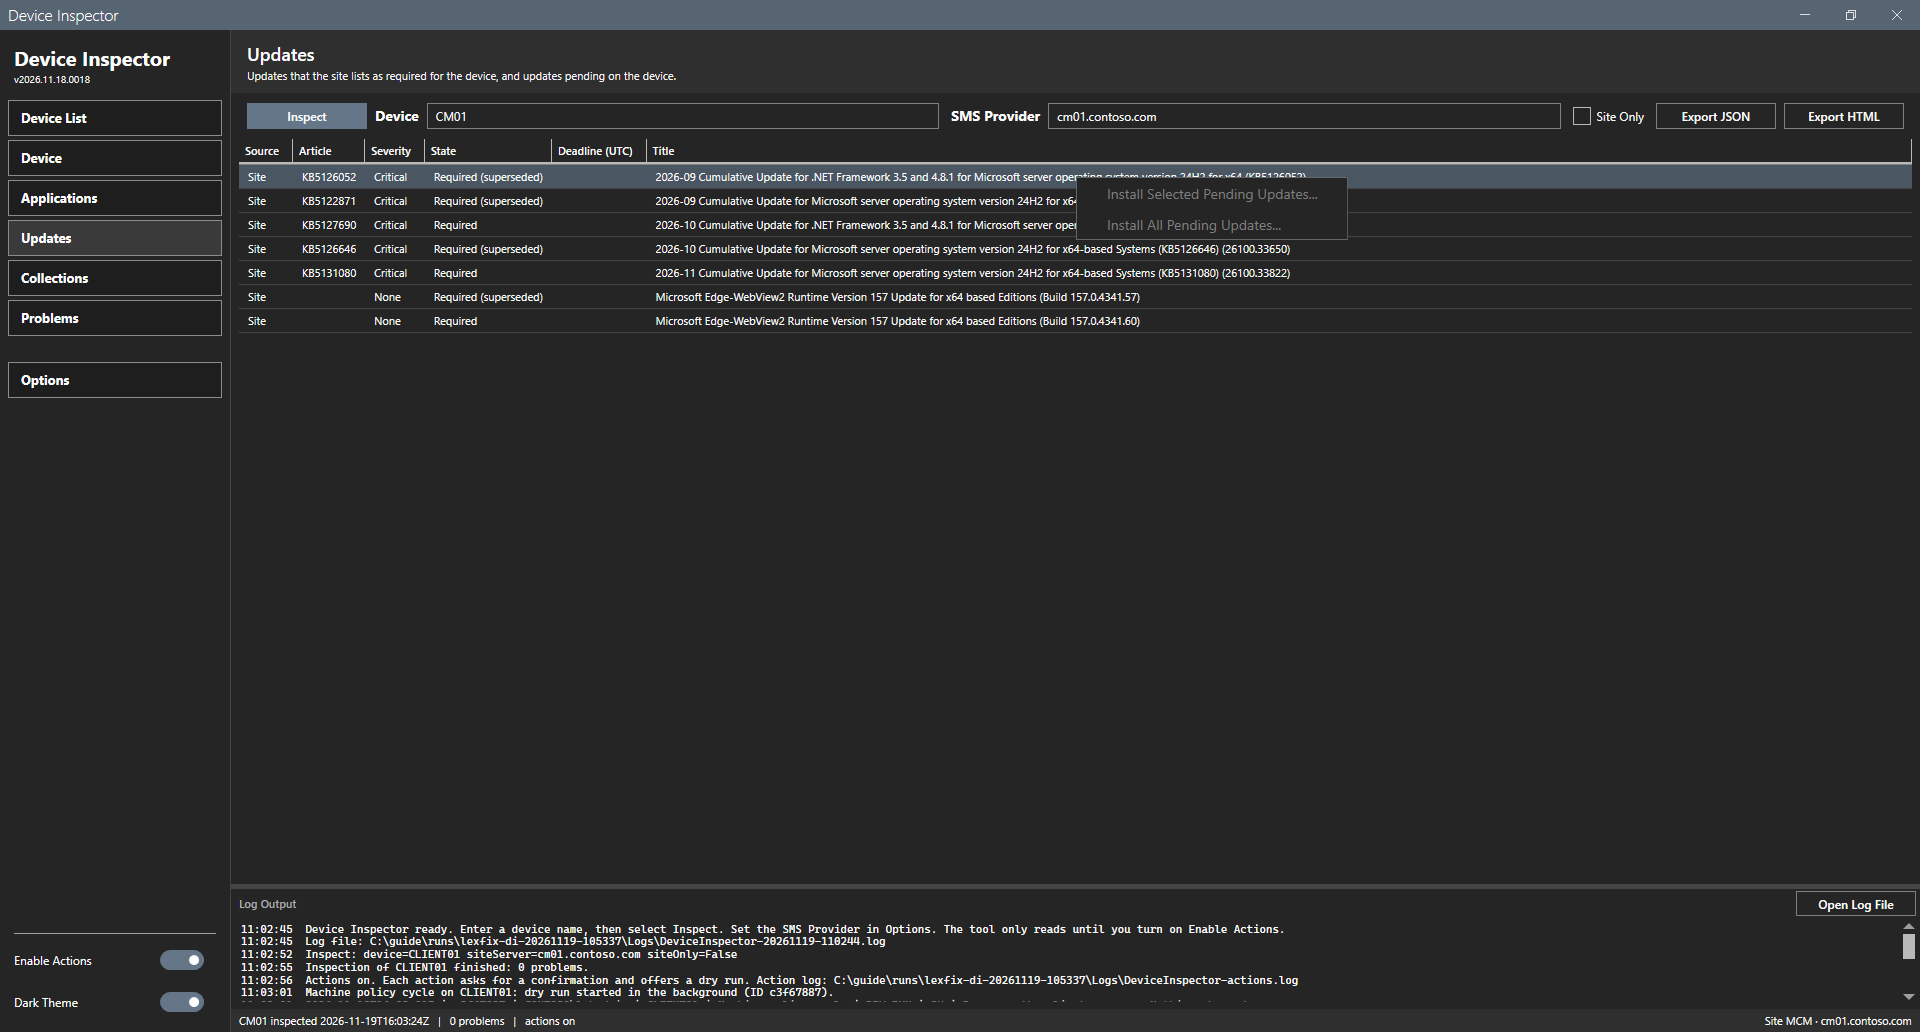 Device Inspector
Device Inspector
v2026.11.18.0018
Device List
Device
Applications
Updates
Collections
Problems
Options
Enable Actions
Dark Theme
Updates
Updates that the site lists as required for the device, and updates pending on the device.
Inspect Device CM01 SMS Provider cm01.contoso.com Site Only Export JSON Export HTML
Source Article Severity State Deadline (UTC) Title
Site KB5126052 Critical Required (superseded) 2026-09 Cumulative Update for .NET Framework 3.5 and 4.8.1 for Microsoft server operating system version 24H2 for x64 (KB5126052)
Site KB5122871 Critical Required (superseded) 2026-09 Cumulative Update for Microsoft server operating system version 24H2 for x64
Site KB5127690 Critical Required 2026-10 Cumulative Update for .NET Framework 3.5 and 4.8.1 for Microsoft server oper
Site KB5126646 Critical Required (superseded) 2026-10 Cumulative Update for Microsoft server operating system version 24H2 for x64-based Systems (KB5126646) (26100.33650)
Site KB5131080 Critical Required 2026-11 Cumulative Update for Microsoft server operating system version 24H2 for x64-based Systems (KB5131080) (26100.33822)
Site None Required (superseded) Microsoft Edge-WebView2 Runtime Version 157 Update for x64 based Editions (Build 157.0.4341.57)
Site None Required Microsoft Edge-WebView2 Runtime Version 157 Update for x64 based Editions (Build 157.0.4341.60)
Install Selected Pending Updates...
Install All Pending Updates...
Log Output
Open Log File
11:02:45 Device Inspector ready. Enter a device name, then select Inspect. Set the SMS Provider in Options. The tool only reads until you turn on Enable Actions.
11:02:45 Log file: C:\guide\runs\lexfix-di-20261119-105337\Logs\DeviceInspector-20261119-110244.log
11:02:52 Inspect: device=CLIENT01 siteServer=cm01.contoso.com siteOnly=False
11:02:55 Inspection of CLIENT01 finished: 0 problems.
11:02:56 Actions on. Each action asks for a confirmation and offers a dry run. Action log: C:\guide\runs\lexfix-di-20261119-105337\Logs\DeviceInspector-actions.log
11:03:01 Machine policy cycle on CLIENT01: dry run started in the background (ID c3f67887).
CM01 inspected 2026-11-19T16:03:24Z | 0 problems | actions on
Site MCM · cm01.contoso.com